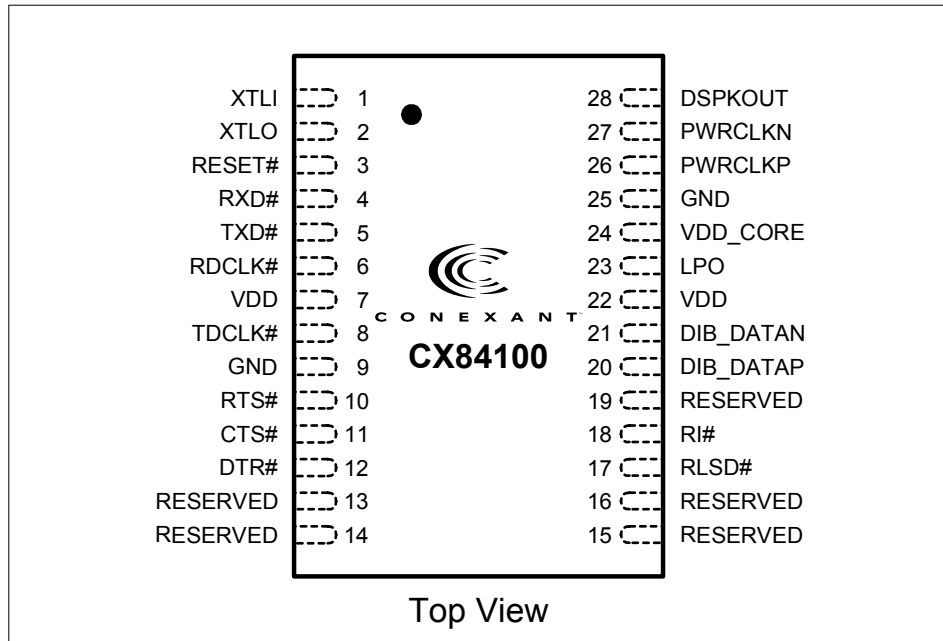 XTLI 1 28 DSPKOUT
XTLO 2 27 PWRCLKN
RESET# 3 26 PWRCLKP
RXD# 4 25 GND
TXD# 5 24 VDD_CORE
RDCLK# 6 23 LPO
VDD 7 22 VDD
TDCLK# 8 21 DIB_DATAN
GND 9 20 DIB_DATAP
RTS# 10 19 RESERVED
CTS# 11 18 RI#
DTR# 12 17 RLSD#
RESERVED 13 16 RESERVED
RESERVED 14 15 RESERVED
CONEXANT™
CX84100
Top View